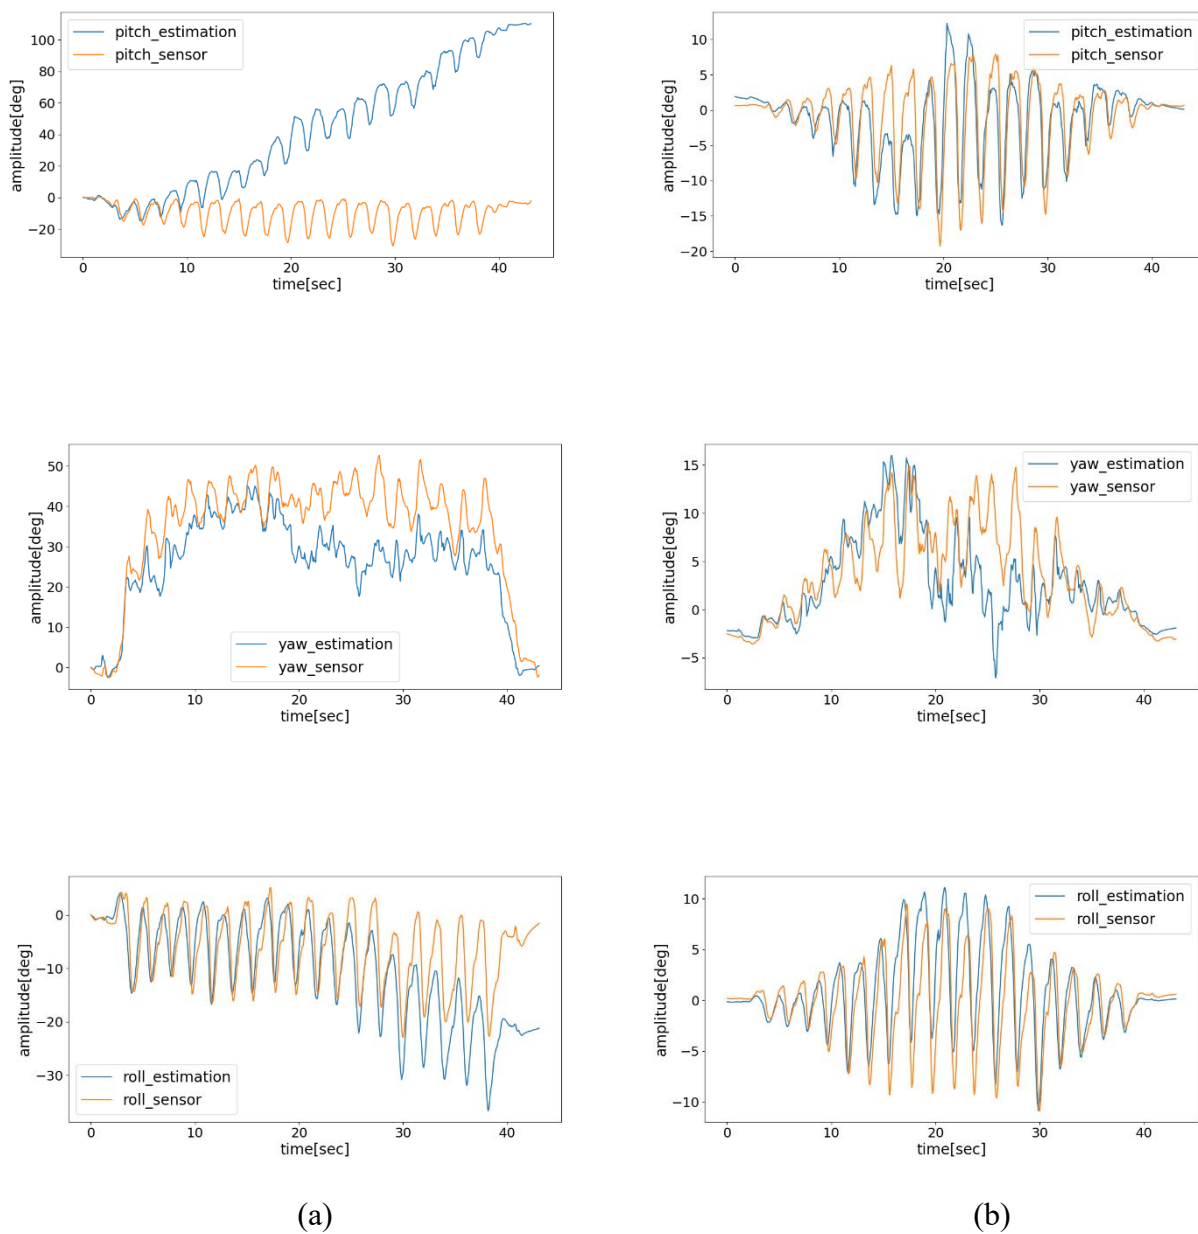 pitch_estimation
pitch_sensor
amplitude[deg]
100
80
60
40
20
0
−20
0 10 20 30 40
time[sec]
pitch_estimation
pitch_sensor
amplitude[deg]
10
5
0
−5
−10
−15
−20
0 10 20 30 40
time[sec]
yaw_estimation
yaw_sensor
amplitude[deg]
50
40
30
20
10
0
0 10 20 30 40
time[sec]
yaw_estimation
yaw_sensor
amplitude[deg]
15
10
5
0
−5
0 10 20 30 40
time[sec]
roll_estimation
roll_sensor
amplitude[deg]
0
−10
−20
−30
0 10 20 30 40
time[sec]
roll_estimation
roll_sensor
amplitude[deg]
10
5
0
−5
−10
0 10 20 30 40
time[sec]
(a)
(b)